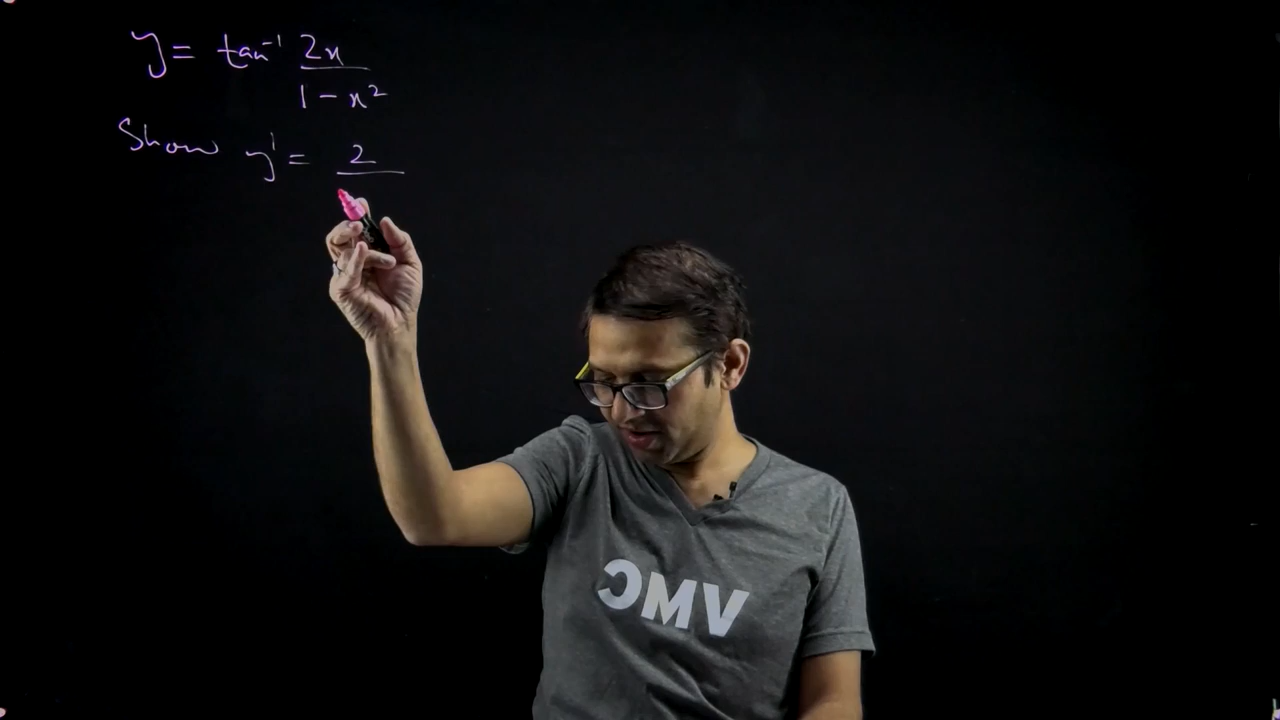 y = tan⁻¹ 2x / 1 - x²
Show y' = 2 /
VMC